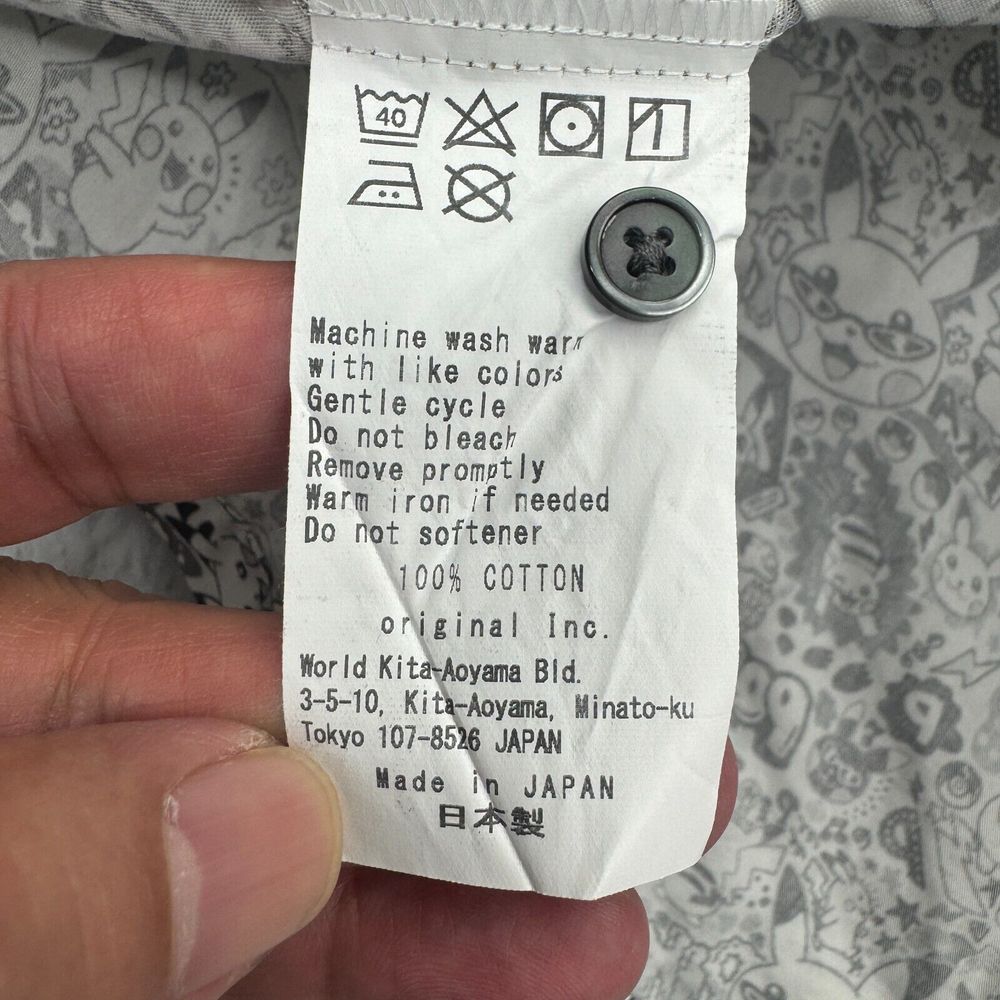 40
Machine wash warm
with like colors
Gentle cycle
Do not bleach
Remove promptly
Warm iron if needed
Do not softener
100% COTTON
original Inc.
World Kita-Aoyama Bld.
3-5-10, Kita-Aoyama, Minato-ku
Tokyo 107-8526 JAPAN
Made in JAPAN
日本製